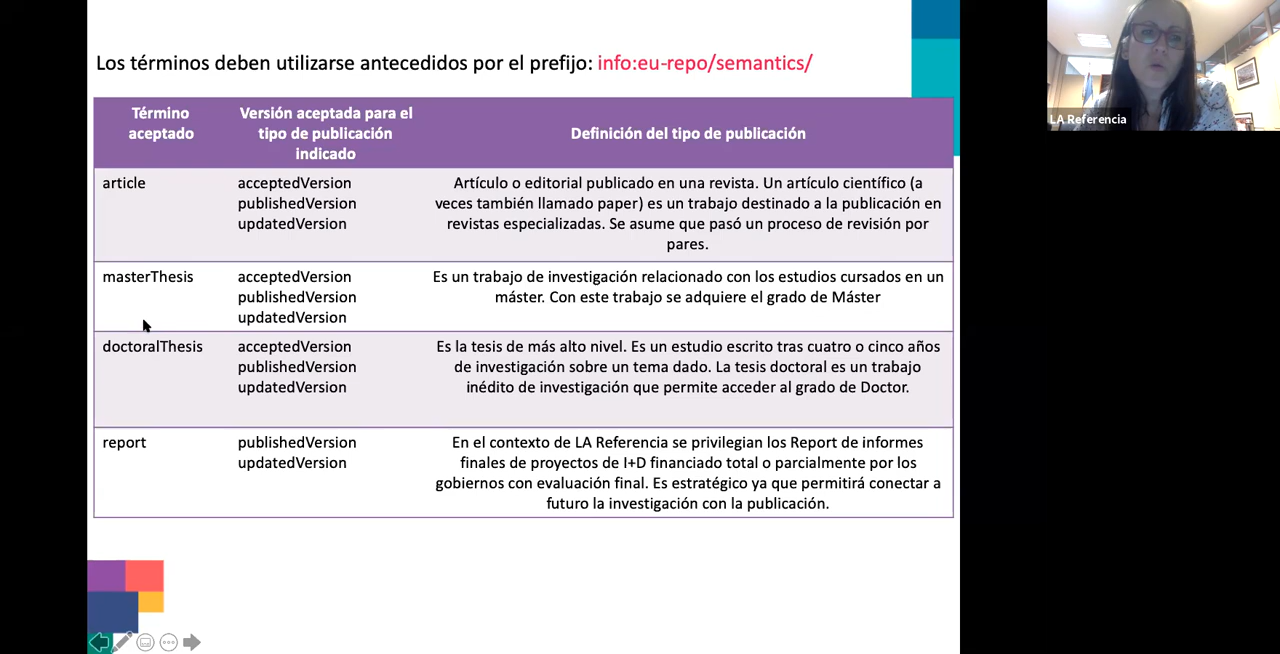 Los términos deben utilizarse antecedidos por el prefijo: info:eu-repo/semantics/
Término
aceptado
Versión aceptada para el
tipo de publicación
indicado
Definición del tipo de publicación
article
acceptedVersion
publishedVersion
updatedVersion
Artículo o editorial publicado en una revista. Un artículo científico (a
veces también llamado paper) es un trabajo destinado a la publicación en
revistas especializadas. Se asume que pasó un proceso de revisión por
pares.
masterThesis
acceptedVersion
publishedVersion
updatedVersion
Es un trabajo de investigación relacionado con los estudios cursados en un
máster. Con este trabajo se adquiere el grado de Máster
doctoralThesis
acceptedVersion
publishedVersion
updatedVersion
Es la tesis de más alto nivel. Es un estudio escrito tras cuatro o cinco años
de investigación sobre un tema dado. La tesis doctoral es un trabajo
inédito de investigación que permite acceder al grado de Doctor.
report
publishedVersion
updatedVersion
En el contexto de LA Referencia se privilegian los Report de informes
finales de proyectos de I+D financiado total o parcialmente por los
gobiernos con evaluación final. Es estratégico ya que permitirá conectar a
futuro la investigación con la publicación.
LA Referencia